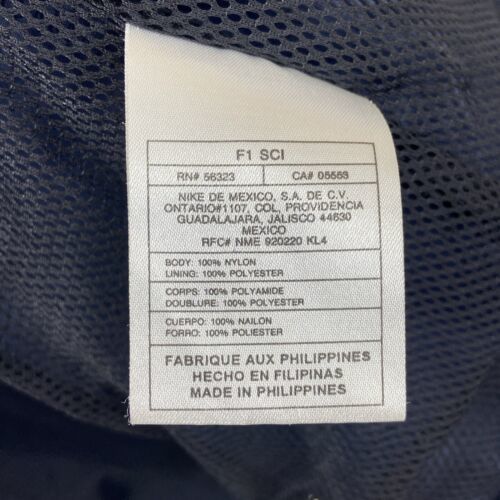 F1 SCI
RN# 56323 CA# 05553
NIKE DE MEXICO, S.A. DE C.V.
ONTARIO#1107, COL, PROVIDENCIA
GUADALAJARA, JALISCO 44630
MEXICO
RFC# NME 920220 KL4
BODY: 100% NYLON
LINING: 100% POLYESTER
CORPS: 100% POLYAMIDE
DOUBLURE: 100% POLYESTER
CUERPO: 100% NAILON
FORRO: 100% POLIESTER
FABRIQUE AUX PHILIPPINES
HECHO EN FILIPINAS
MADE IN PHILIPPINES